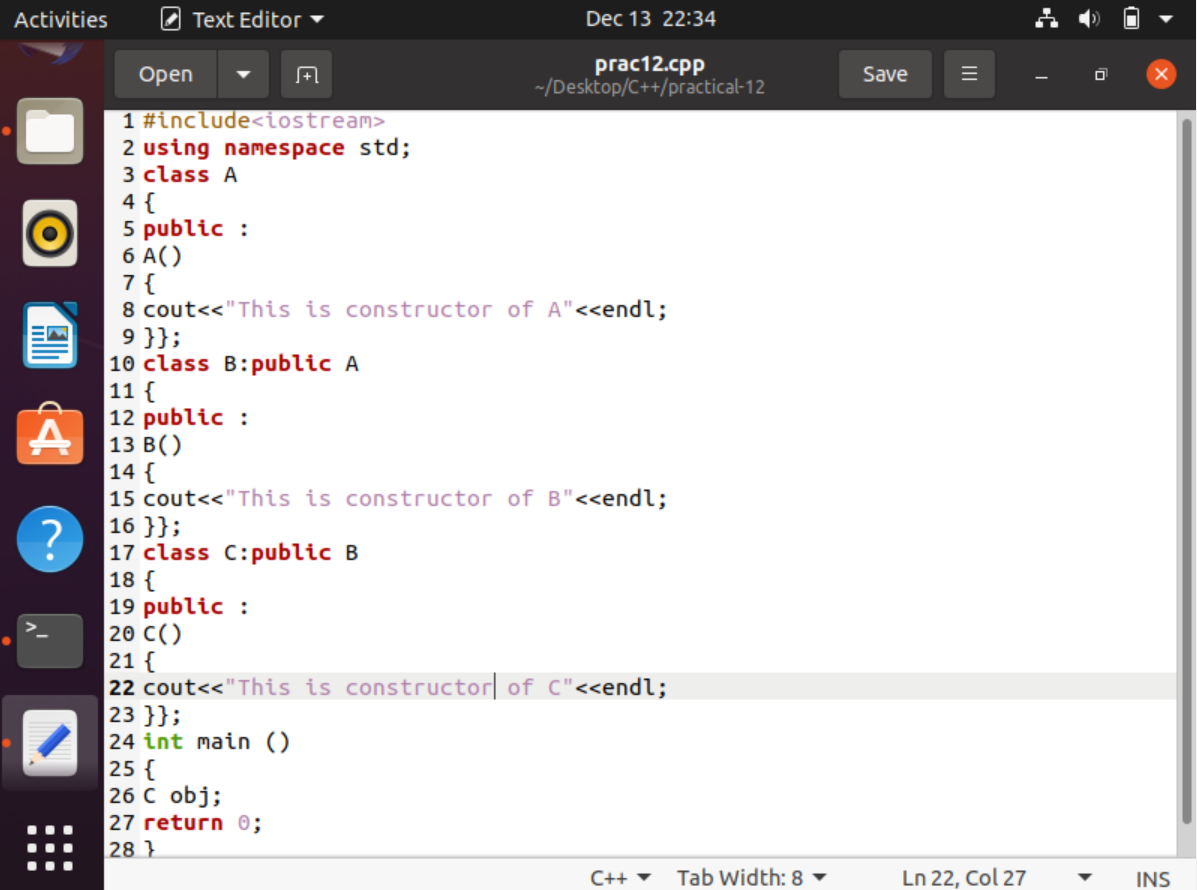 Activities Text Editor Dec 13 22:34
Open prac12.cpp Save
~/Desktop/C++/practical-12
1 #include<iostream>
2 using namespace std;
3 class A
4 {
5 public :
6 A()
7 {
8 cout<<"This is constructor of A"<<endl;
9 }};
10 class B:public A
11 {
12 public :
13 B()
14 {
15 cout<<"This is constructor of B"<<endl;
16 }};
17 class C:public B
18 {
19 public :
20 C()
21 {
22 cout<<"This is constructor of C"<<endl;
23 }};
24 int main ()
25 {
26 C obj;
27 return 0;
28 }
C++ Tab Width: 8 Ln 22, Col 27 INS